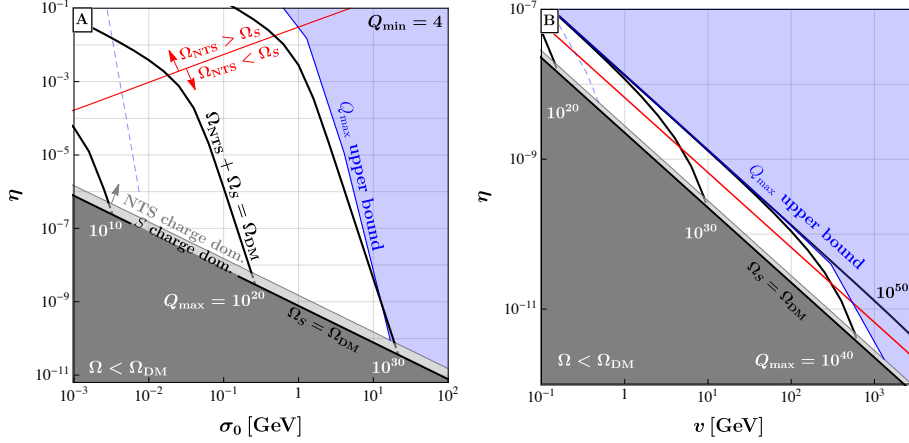 A
Q_min = 4
Ω_NTS > Ω_S
Ω_NTS < Ω_S
Ω_NTS + Ω_S = Ω_DM
Q_max upper bound
NTS charge dom.
S charge dom.
10^10
Q_max = 10^20
Ω_S = Ω_DM
10^30
Ω < Ω_DM
10^-1
10^-3
10^-5
10^-6
10^-7
10^-9
10^-11
η
10^-3
10^-2
10^-1
1
10^1
10^2
σ_0 [GeV]
B
10^20
Q_max upper bound
10^30
Ω_S = Ω_DM
10^50
Q_max = 10^40
Ω < Ω_DM
10^-7
10^-9
10^-11
η
10^-1
1
10^1
10^2
10^3
v [GeV]